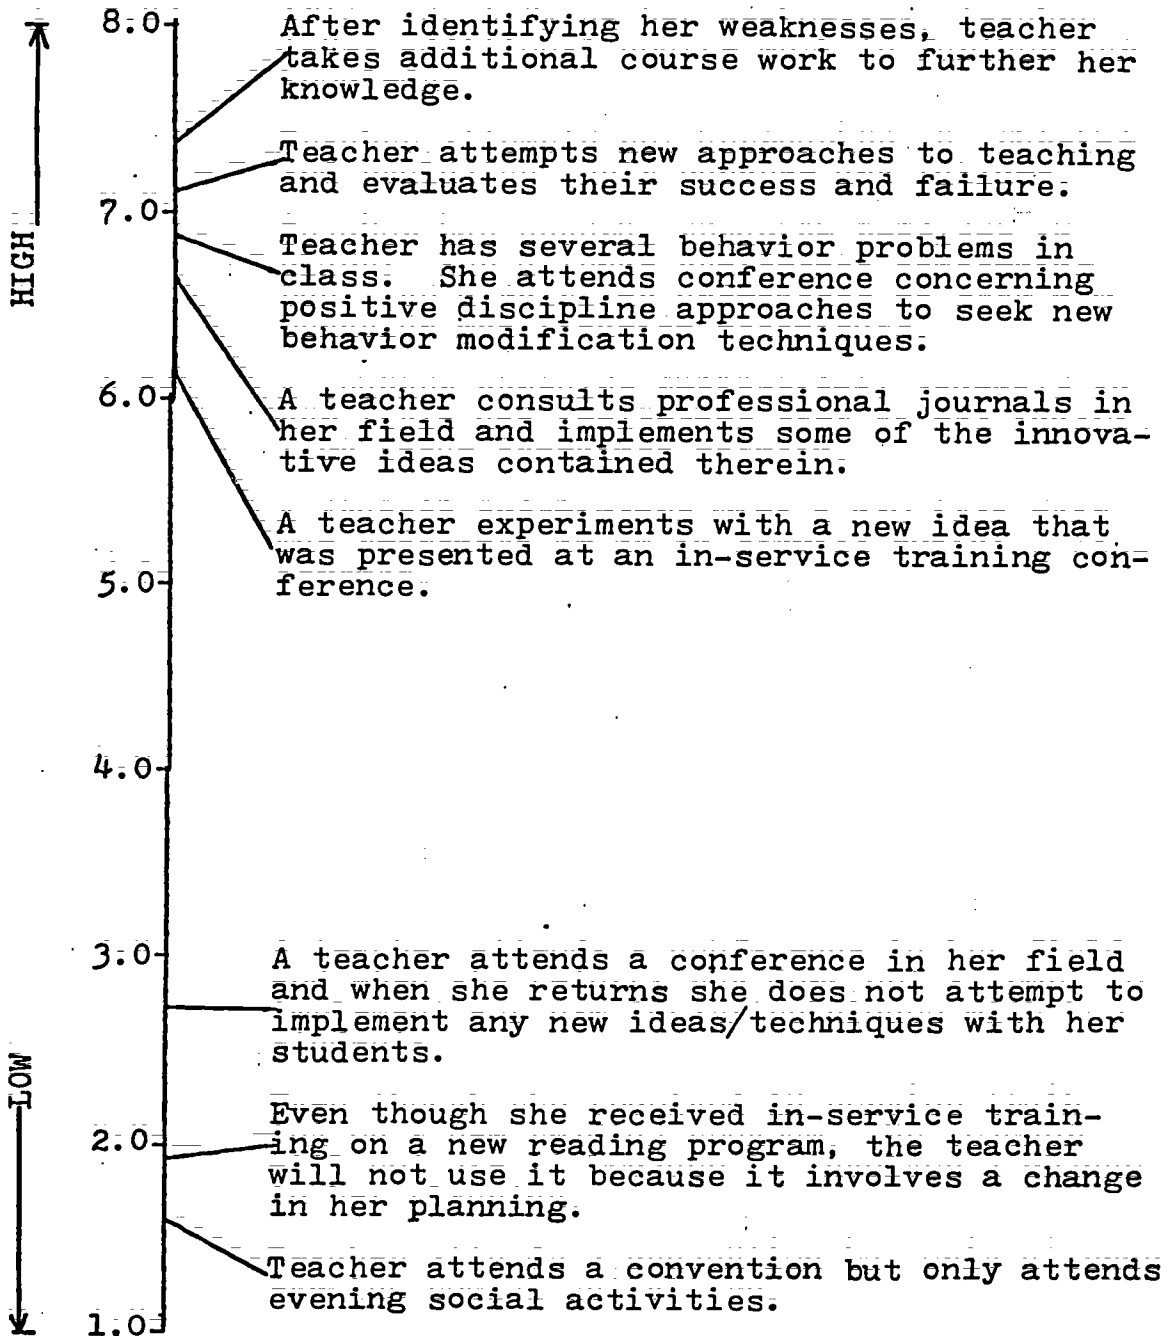 8.0
After identifying her weaknesses, teacher
takes additional course work to further her
knowledge.
Teacher attempts new approaches to teaching
and evaluates their success and failure.
7.0
HIGH
Teacher has several behavior problems in
class. She attends conference concerning
positive discipline approaches to seek new
behavior modification techniques.
6.0
A teacher consults professional journals in
her field and implements some of the innova-
tive ideas contained therein.
A teacher experiments with a new idea that
was presented at an in-service training con-
ference.
5.0
4.0
3.0
A teacher attends a conference in her field
and when she returns she does not attempt to
implement any new ideas/techniques with her
students.
LOW
Even though she received in-service train-
2.0
ing on a new reading program, the teacher
will not use it because it involves a change
in her planning.
Teacher attends a convention but only attends
evening social activities.
1.0